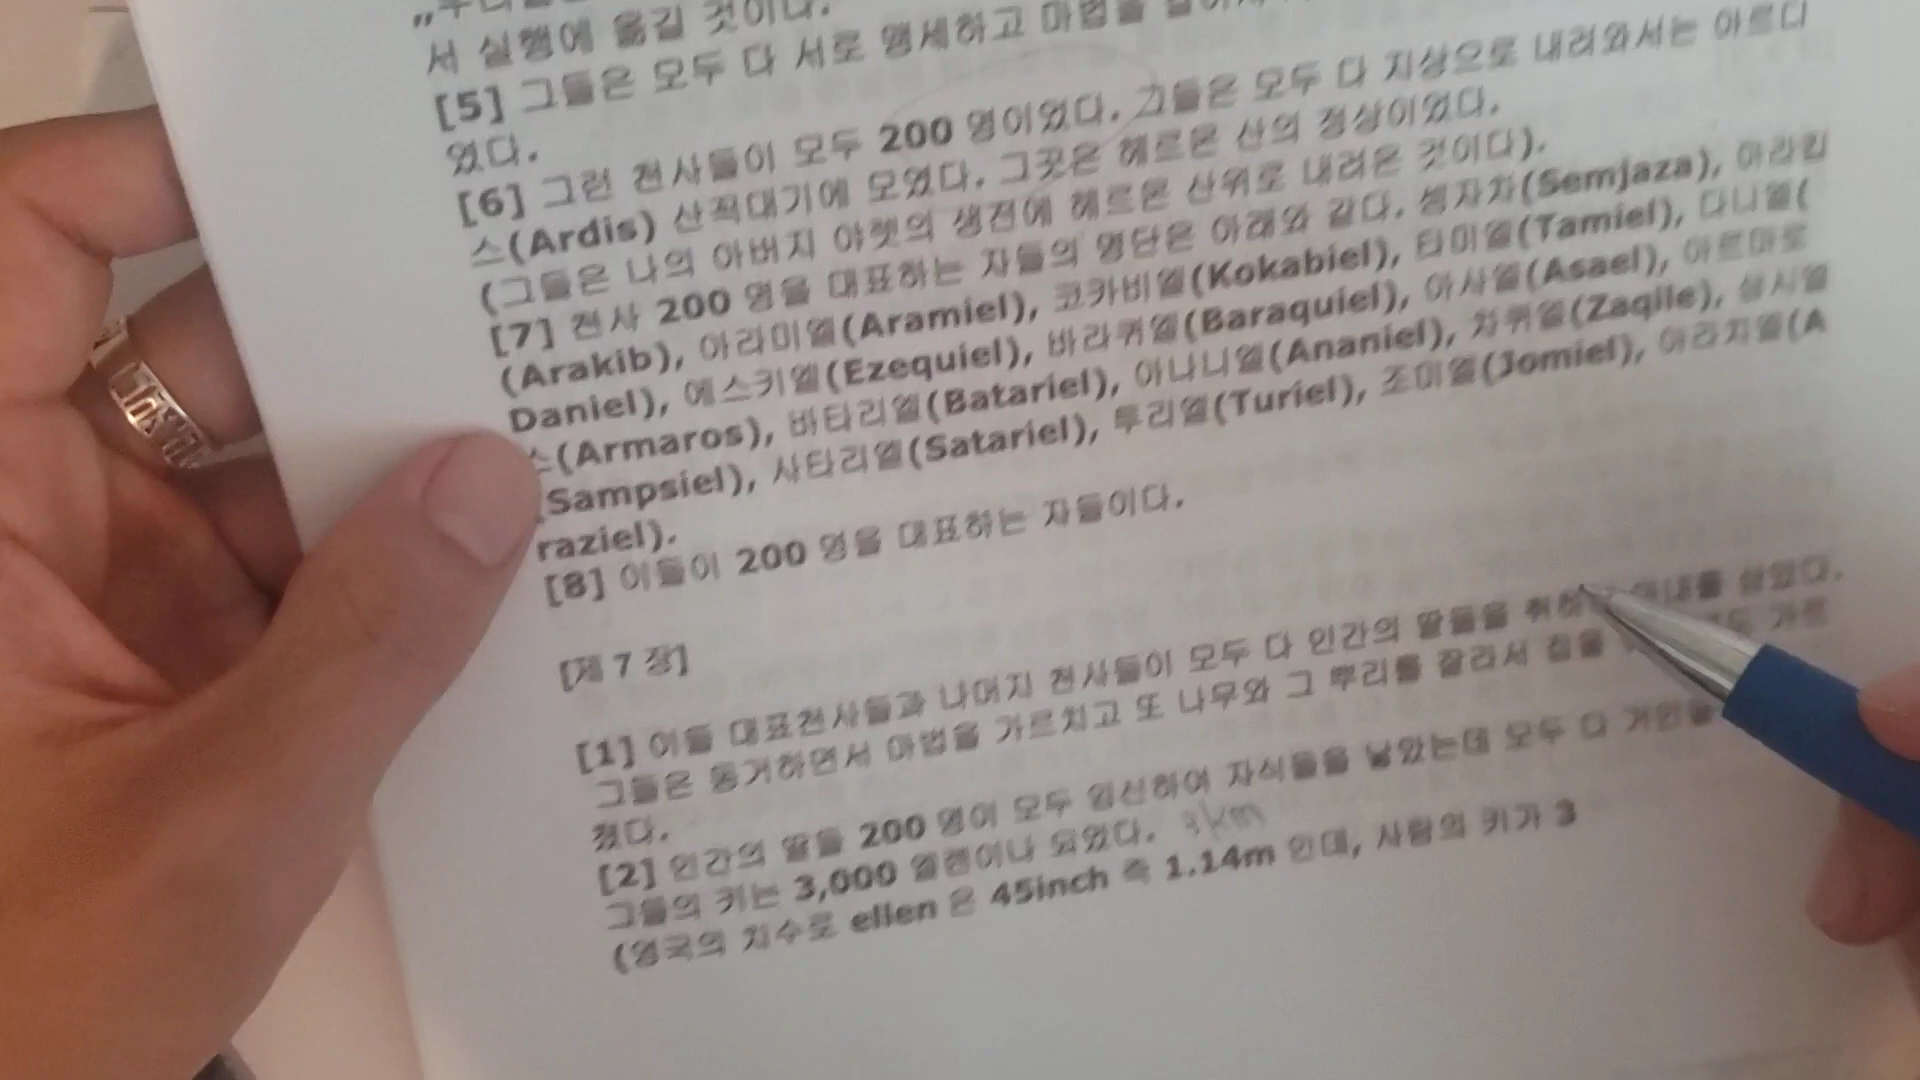 서 실행에 옮길 것이다.
[5] 그들은 모두 다 서로 맹세하고 마법을
었다.
[6] 그런 천사들이 모두 200 명이었다. 그들은 모두 다 지상으로 내려와서는 아르디
스(Ardis) 산꼭대기에 모였다. 그곳은 헤르몬 산의 정상이었다.
(그들은 나의 아버지 야렛의 생전에 헤르몬 산위로 내려온 것이다).
[7] 천사 200 명을 대표하는 자들의 명단은 아래와 같다. 셈자차(Semjaza), 아라킵
(Arakib), 아라미엘(Aramiel), 코카비엘(Kokabiel), 타미엘(Tamiel), 다니엘(
Daniel), 에스키엘(Ezequiel), 바라퀴엘(Baraquiel), 아사엘(Asael), 아르마로
스(Armaros), 바타리엘(Batariel), 아나니엘(Ananiel), 차퀴엘(Zaqile), 삼시엘
(Sampsiel), 사타리엘(Satariel), 투리엘(Turiel), 조미엘(Jomiel), 아라지엘(A
raziel).
[8] 이들이 200 명을 대표하는 자들이다.
[제 7 장]
[1] 이들 대표천사들과 나머지 천사들이 모두 다 인간의 딸들을 아내를 삼았다.
그들은 동거하면서 마법을 가르치고 또 나무와 그 뿌리를 잘라서 가르
쳤다.
[2] 인간의 딸들 200 명이 모두 임신하여 자식들을 낳았는데 모두 다 거인들
그들의 키는 3,000 엘렌이나 되었다. 3km
(영국의 치수로 ellen 은 45inch 즉 1.14m 인데, 사람의 키가 3